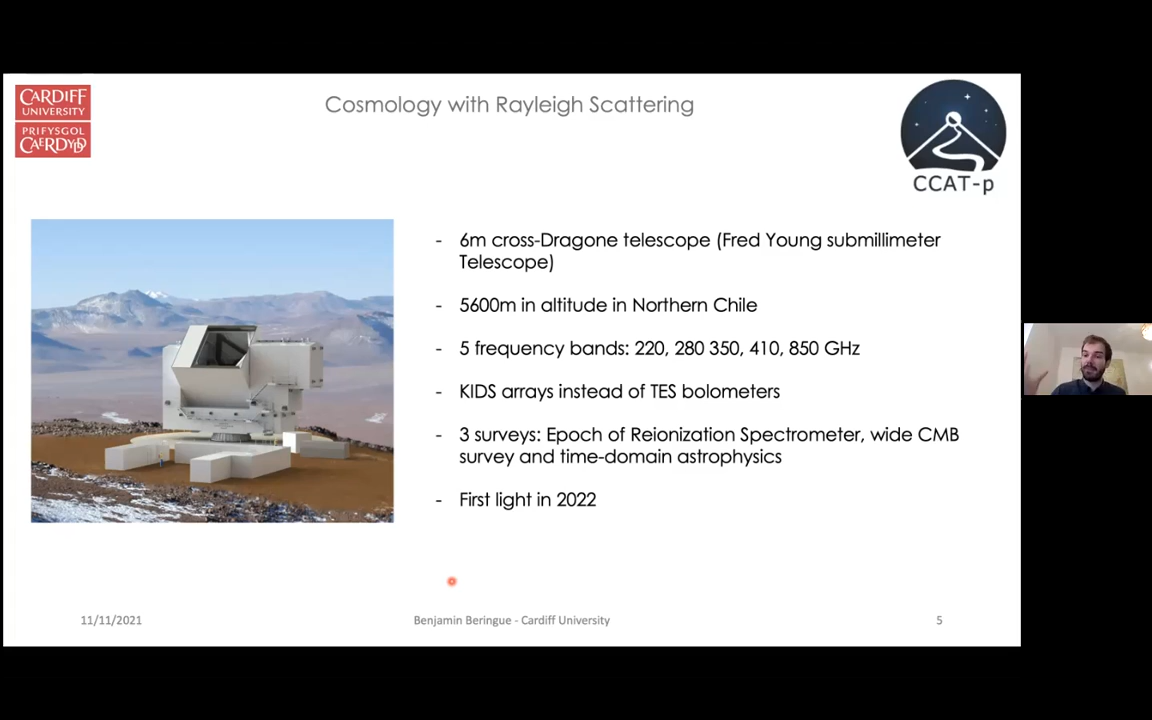 CARDIFF
UNIVERSITY
PRIFYSGOL
CAERDYDD
Cosmology with Rayleigh Scattering
CCAT-p
- 6m cross-Dragone telescope (Fred Young submillimeter
Telescope)
- 5600m in altitude in Northern Chile
- 5 frequency bands: 220, 280 350, 410, 850 GHz
- KIDS arrays instead of TES bolometers
- 3 surveys: Epoch of Reionization Spectrometer, wide CMB
survey and time-domain astrophysics
- First light in 2022
11/11/2021
Benjamin Beringue - Cardiff University
5